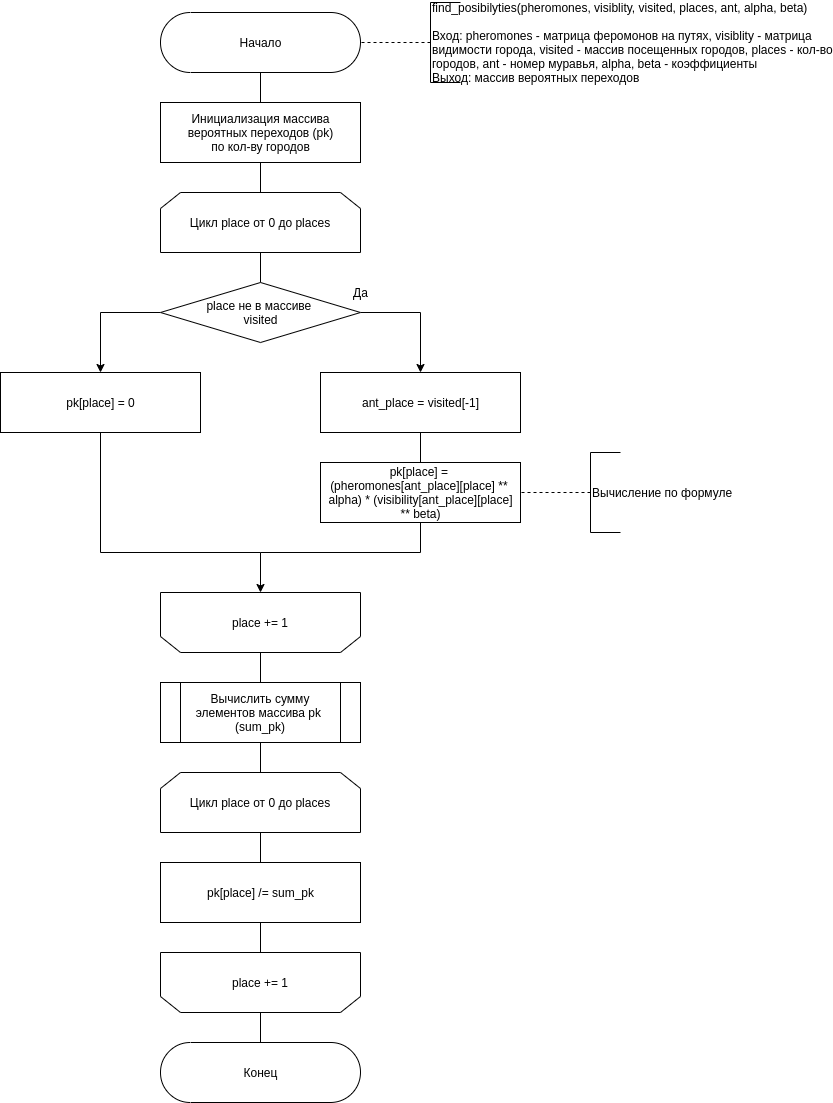 find_posibilyties(pheromones, visiblity, visited, places, ant, alpha, beta)
Вход: pheromones - матрица феромонов на путях, visiblity - матрица
видимости города, visited - массив посещенных городов, places - кол-во
городов, ant - номер муравья, alpha, beta - коэффициенты
Выход: массив вероятных переходов
Начало
Инициализация массива
вероятных переходов (pk)
по кол-ву городов
Цикл place от 0 до places
place не в массиве
visited
Да
pk[place] = 0
ant_place = visited[-1]
pk[place] =
(pheromones[ant_place][place] **
alpha) * (visibility[ant_place][place]
** beta)
Вычисление по формуле
place += 1
Вычислить сумму
элементов массива pk
(sum_pk)
Цикл place от 0 до places
pk[place] /= sum_pk
place += 1
Конец